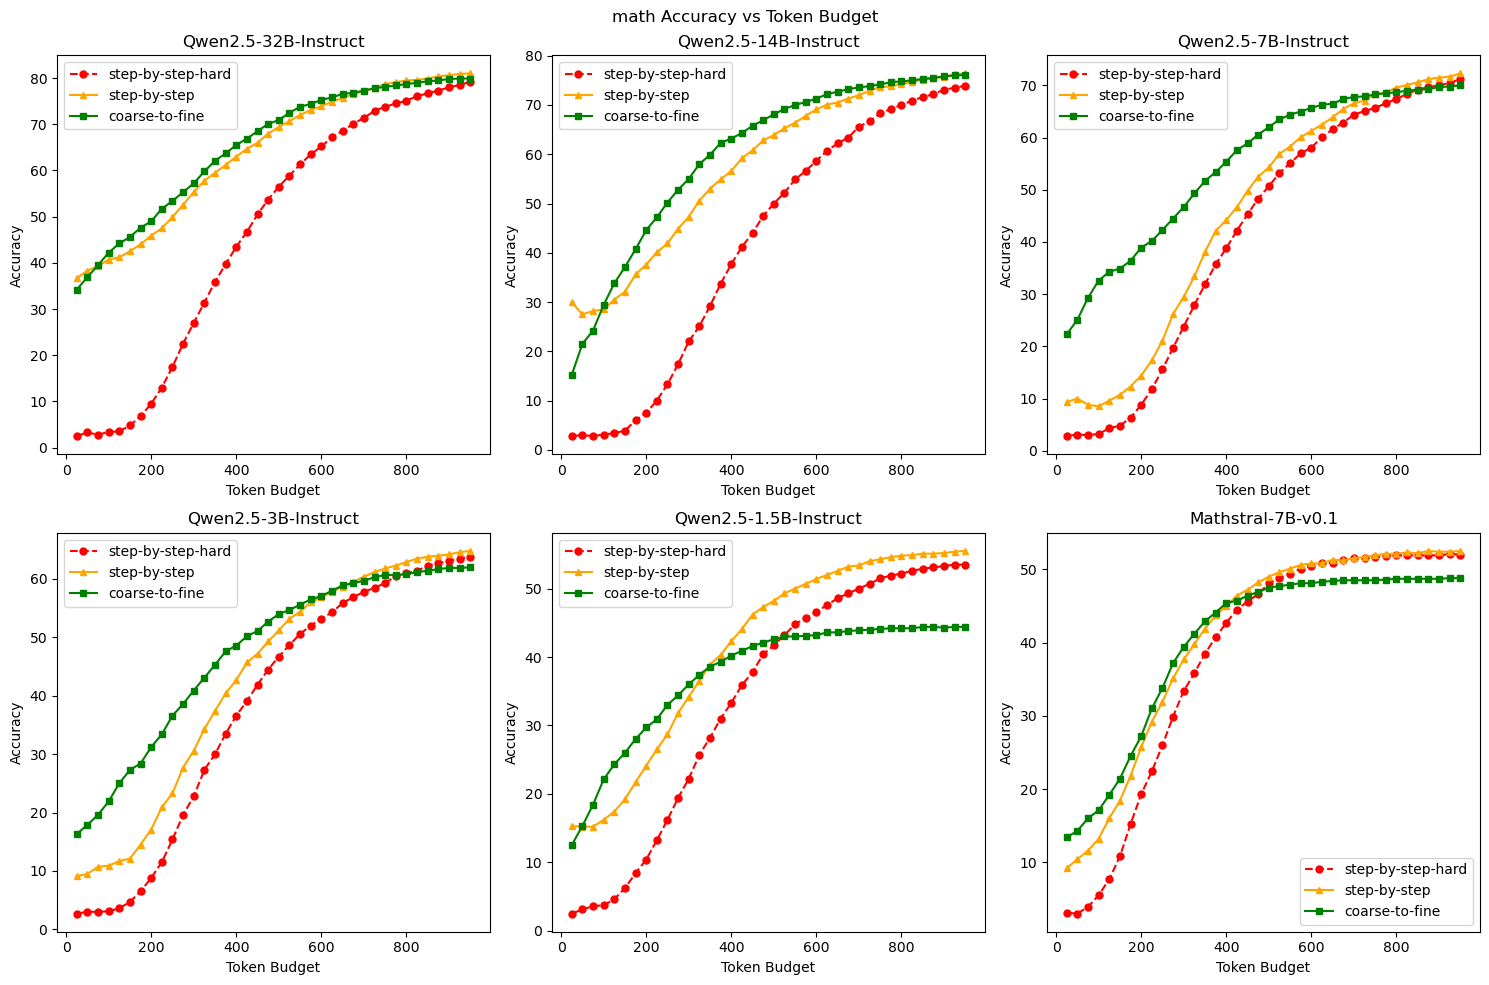 math Accuracy vs Token Budget
Qwen2.5-32B-Instruct
step-by-step-hard
step-by-step
coarse-to-fine
80
70
60
50
40
30
20
10
0
Accuracy
0 200 400 600 800
Token Budget
Qwen2.5-14B-Instruct
step-by-step-hard
step-by-step
coarse-to-fine
80
70
60
50
40
30
20
10
0
Accuracy
0 200 400 600 800
Token Budget
Qwen2.5-7B-Instruct
step-by-step-hard
step-by-step
coarse-to-fine
70
60
50
40
30
20
10
0
Accuracy
0 200 400 600 800
Token Budget
Qwen2.5-3B-Instruct
step-by-step-hard
step-by-step
coarse-to-fine
60
50
40
30
20
10
0
Accuracy
0 200 400 600 800
Token Budget
Qwen2.5-1.5B-Instruct
step-by-step-hard
step-by-step
coarse-to-fine
50
40
30
20
10
0
Accuracy
0 200 400 600 800
Token Budget
Mathstral-7B-v0.1
50
40
30
20
10
Accuracy
step-by-step-hard
step-by-step
coarse-to-fine
0 200 400 600 800
Token Budget